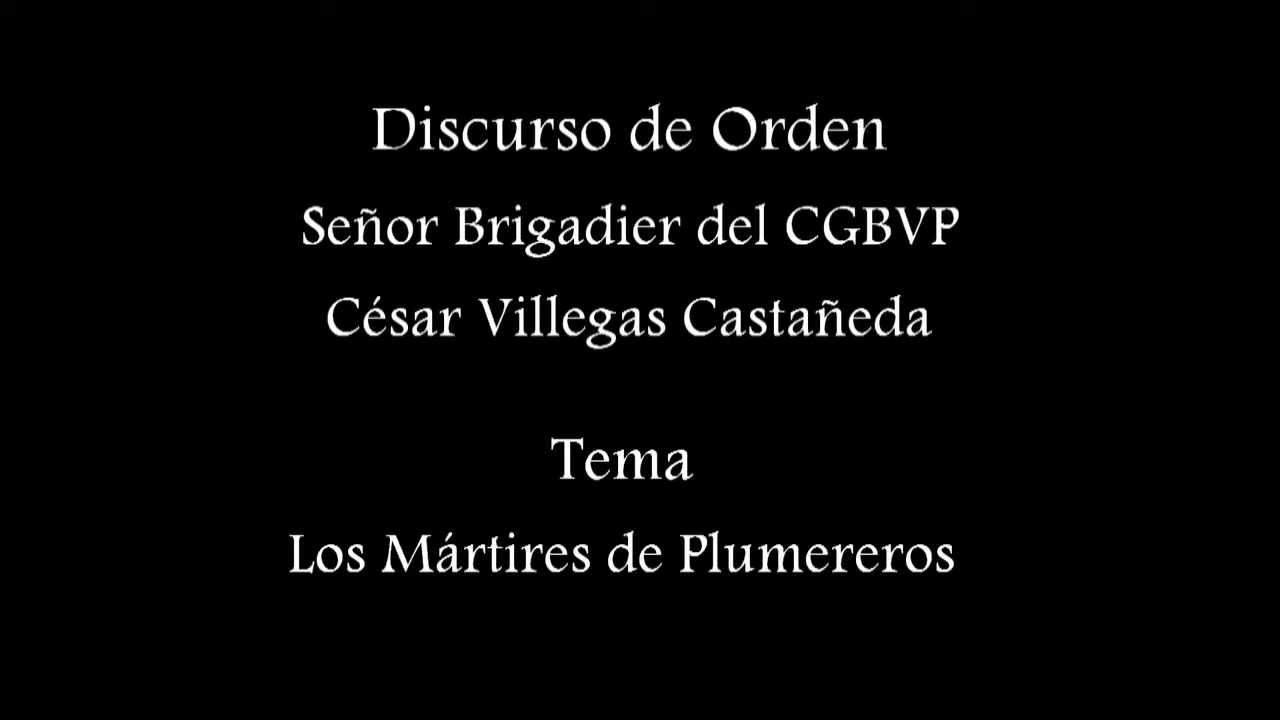 Discurso de Orden
Señor Brigadier del CGBVP
César Villegas Castañeda
Tema
Los Mártires de Plumereros